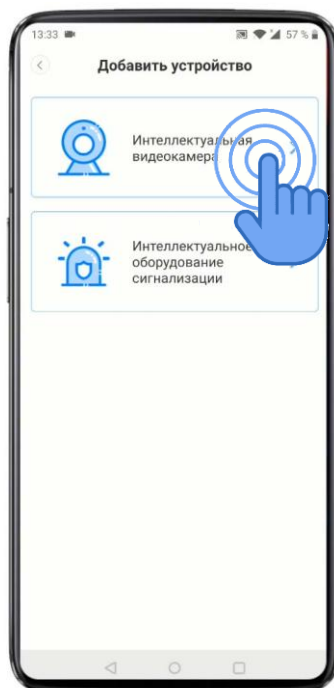 13:33
57 %
Добавить устройство
Интеллектуальная
видеокамера
Интеллектуальное
оборудование
сигнализации